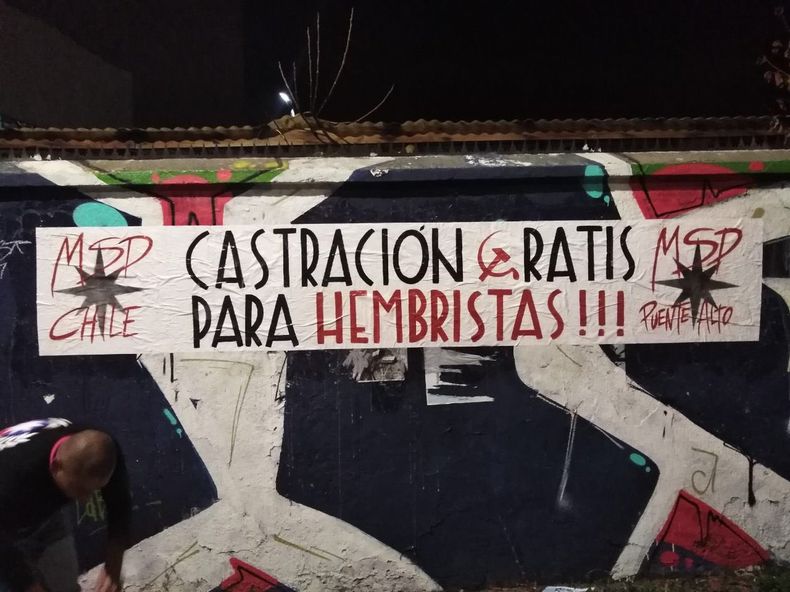 MSP
CHILE
CASTRACIÓN GRATIS
PARA HEMBRISTAS!!!
MSP
PUENTE ALTO